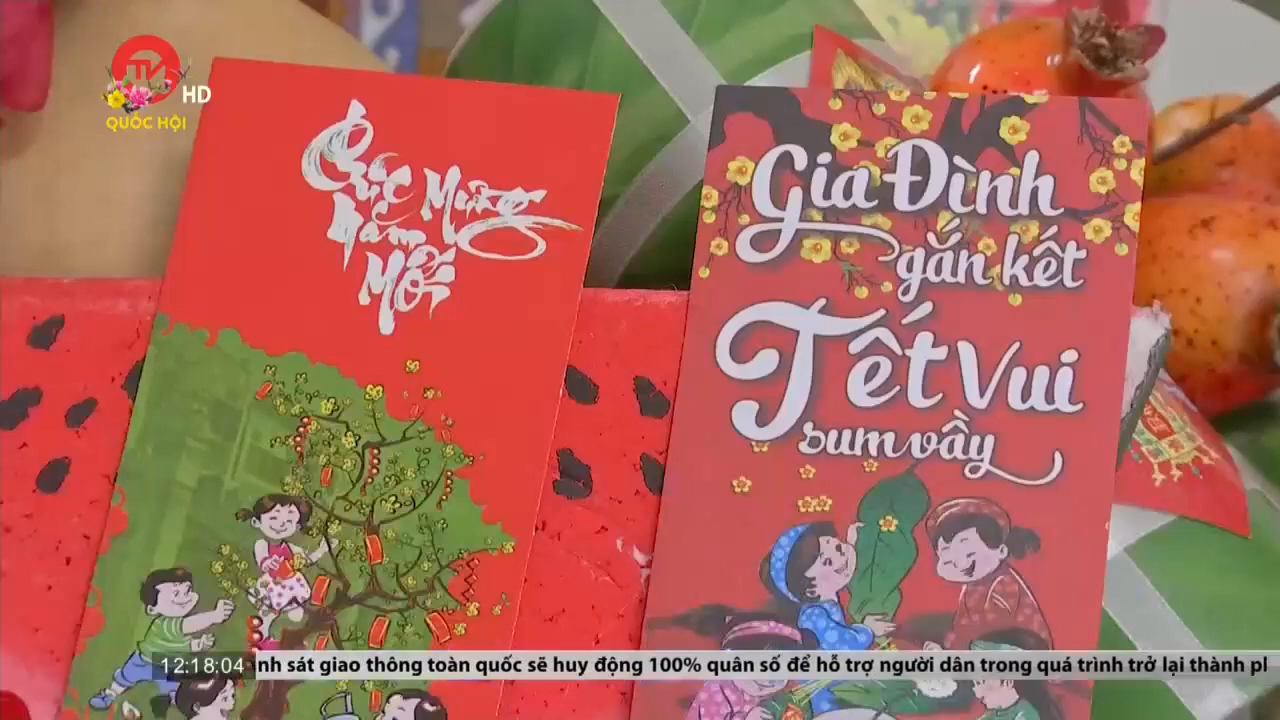 HD
QUỐC HỘI
Chúc Mừng
Năm
Mới
Gia Đình
gắn kết
Tết Vui
sum vầy
12:18:04 ình sát giao thông toàn quốc sẽ huy động 100% quân số để hỗ trợ người dân trong quá trình trở lại thành